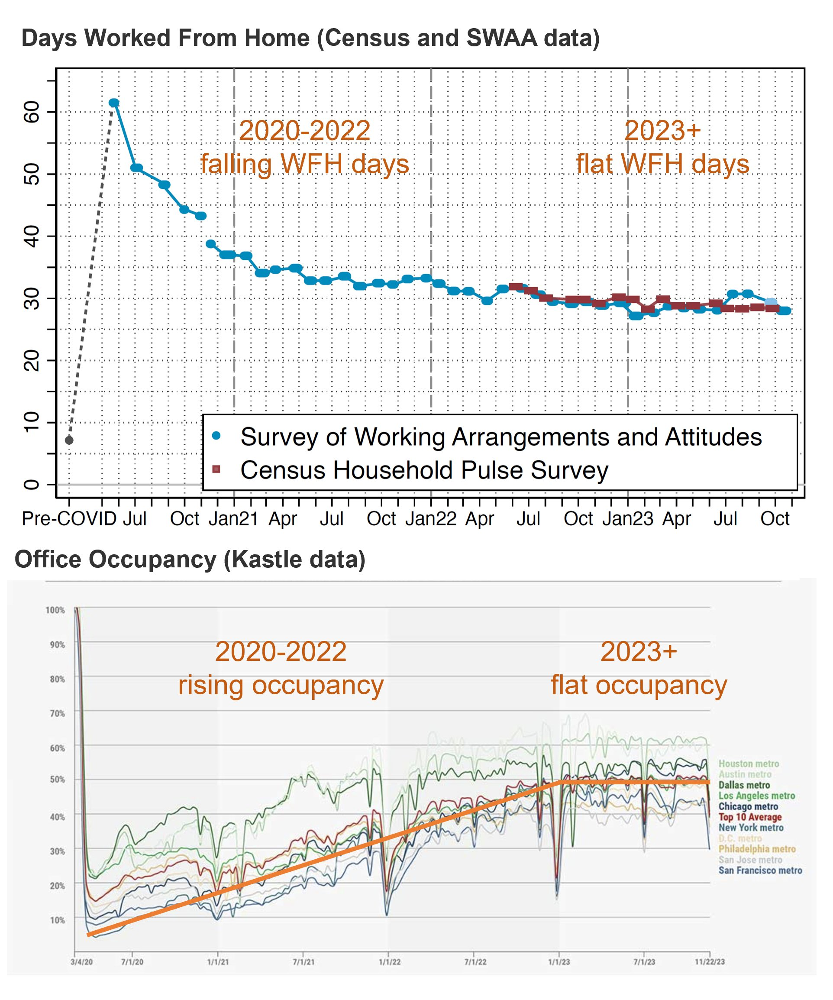 Days Worked From Home (Census and SWAA data)
60
50
40
30
20
10
0
2020-2022
falling WFH days
2023+
flat WFH days
Survey of Working Arrangements and Attitudes
Census Household Pulse Survey
Pre-COVID Jul Oct Jan21 Apr Jul Oct Jan22 Apr Jul Oct Jan23 Apr Jul Oct
Office Occupancy (Kastle data)
100%
90%
80%
70%
60%
50%
40%
30%
20%
10%
2020-2022
rising occupancy
2023+
flat occupancy
Houston metro
Austin metro
Dallas metro
Los Angeles metro
Chicago metro
Top 10 Average
New York metro
D.C. metro
Philadelphia metro
San Jose metro
San Francisco metro
3/4/20 7/1/20 1/1/21 7/1/21 1/1/22 7/1/22 1/1/23 7/1/23 11/22/23